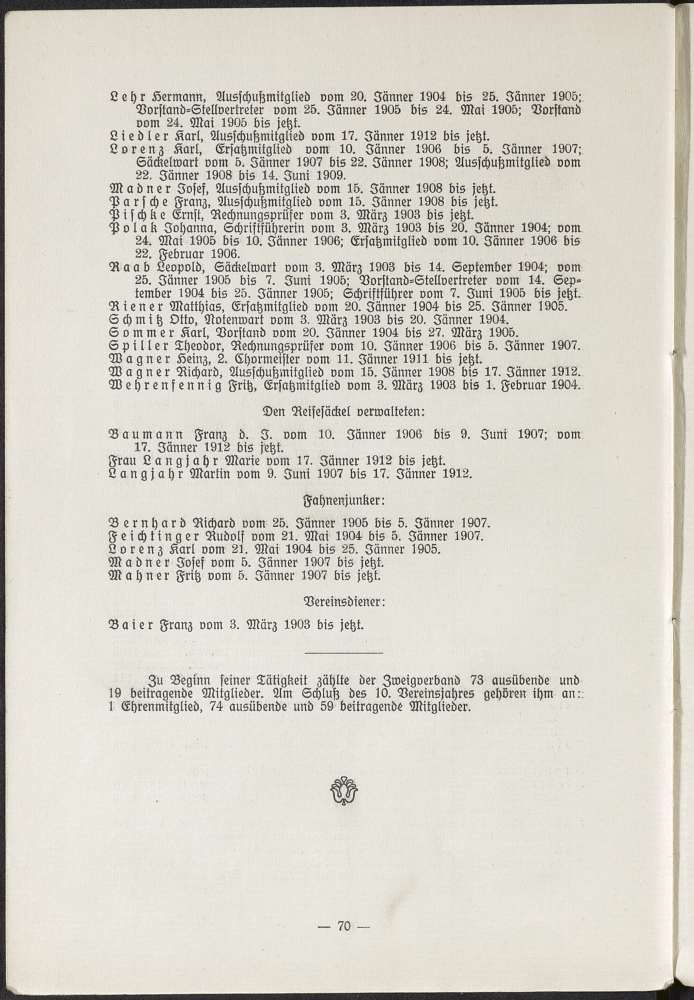 Lehr Hermann, Ausschußmitglied vom 20. Jänner 1904 bis 25. Jänner 1905;
Vorstand=Stellvertreter vom 25. Jänner 1905 bis 24. Mai 1905; Vorstand
vom 24. Mai 1905 bis jetzt.
Liedler Karl, Ausschußmitglied vom 17. Jänner 1912 bis jetzt.
Lorenz Karl, Ersatzmitglied vom 10. Jänner 1906 bis 5. Jänner 1907;
Säckelwart vom 5. Jänner 1907 bis 22. Jänner 1908; Ausschußmitglied vom
22. Jänner 1908 bis 14. Juni 1909.
Madner Josef, Ausschußmitglied vom 15. Jänner 1908 bis jetzt.
Parsche Franz, Ausschußmitglied vom 15. Jänner 1908 bis jetzt.
Pischke Ernst, Rechnungsprüfer vom 3. März 1903 bis jetzt.
Polak Johanna, Schriftführerin vom 3. März 1903 bis 20. Jänner 1904; vom
24. Mai 1905 bis 10. Jänner 1906; Ersatzmitglied vom 10. Jänner 1906 bis
22. Februar 1906.
Raab Leopold, Säckelwart vom 3. März 1903 bis 14. September 1904; vom
25. Jänner 1905 bis 7. Juni 1905; Vorstand=Stellvertreter vom 14. Sep=
tember 1904 bis 25. Jänner 1905; Schriftführer vom 7. Juni 1905 bis jetzt.
Riener Matthias, Ersatzmitglied vom 20. Jänner 1904 bis 25. Jänner 1905.
Schmitz Otto, Notenwart vom 3. März 1903 bis 20. Jänner 1904.
Sommer Karl, Vorstand vom 20. Jänner 1904 bis 27. März 1905.
Spiller Theodor, Rechnungsprüfer vom 10. Jänner 1906 bis 5. Jänner 1907.
Wagner Heinz, 2. Chormeister vom 11. Jänner 1911 bis jetzt.
Wagner Richard, Ausschußmitglied vom 15. Jänner 1908 bis 17. Jänner 1912.
Wehrenfennig Fritz, Ersatzmitglied vom 3. März 1903 bis 1. Februar 1904.
Den Reisesäckel verwalteten:
Baumann Franz d. J. vom 10. Jänner 1906 bis 9. Juni 1907; vom
17. Jänner 1912 bis jetzt.
Frau Langjahr Marie vom 17. Jänner 1912 bis jetzt.
Langjahr Martin vom 9. Juni 1907 bis 17. Jänner 1912.
Fahnenjunker:
Bernhard Richard vom 25. Jänner 1905 bis 5. Jänner 1907.
Feichtinger Rudolf vom 21. Mai 1904 bis 5. Jänner 1907.
Lorenz Karl vom 21. Mai 1904 bis 25. Jänner 1905.
Madner Josef vom 5. Jänner 1907 bis jetzt.
Mahner Fritz vom 5. Jänner 1907 bis jetzt.
Vereinsdiener:
Baier Franz vom 3. März 1903 bis jetzt.
Zu Beginn seiner Tätigkeit zählte der Zweigverband 73 ausübende und
19 beitragende Mitglieder. Am Schluß des 10. Vereinsjahres gehören ihm an:
1 Ehrenmitglied, 74 ausübende und 59 beitragende Mitglieder.
— 70 —